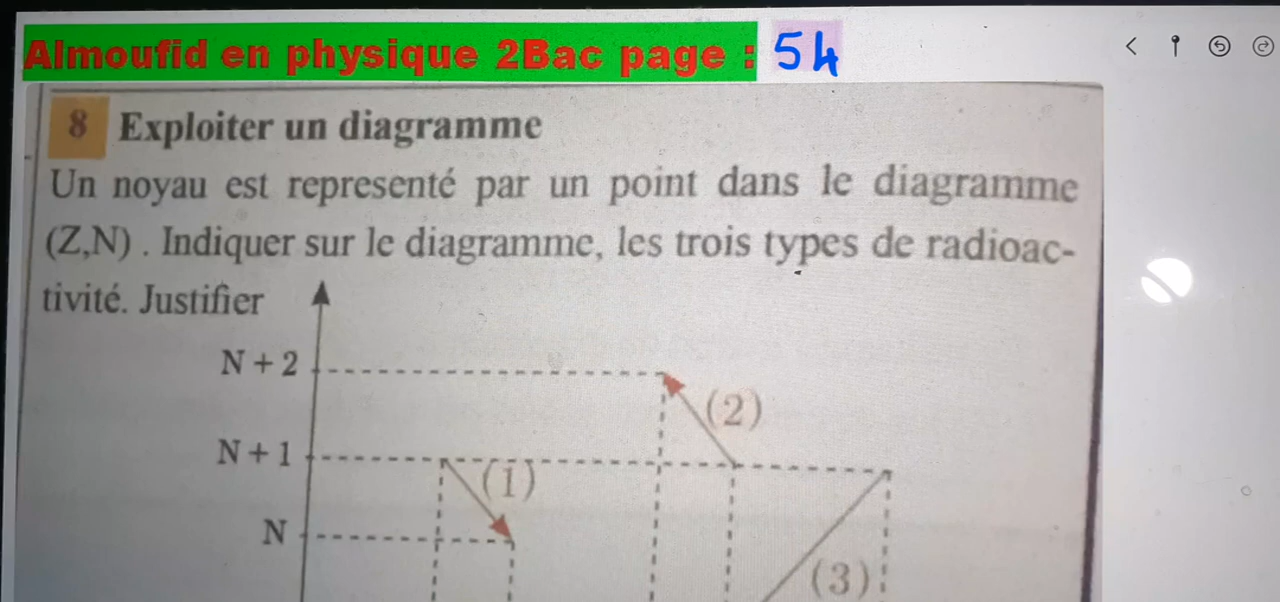 Almoufid en physique 2Bac page : 54
8 Exploiter un diagramme
Un noyau est representé par un point dans le diagramme
(Z,N) . Indiquer sur le diagramme, les trois types de radioac-
tivité. Justifier
N + 2
(2)
N + 1
(1)
N
(3)